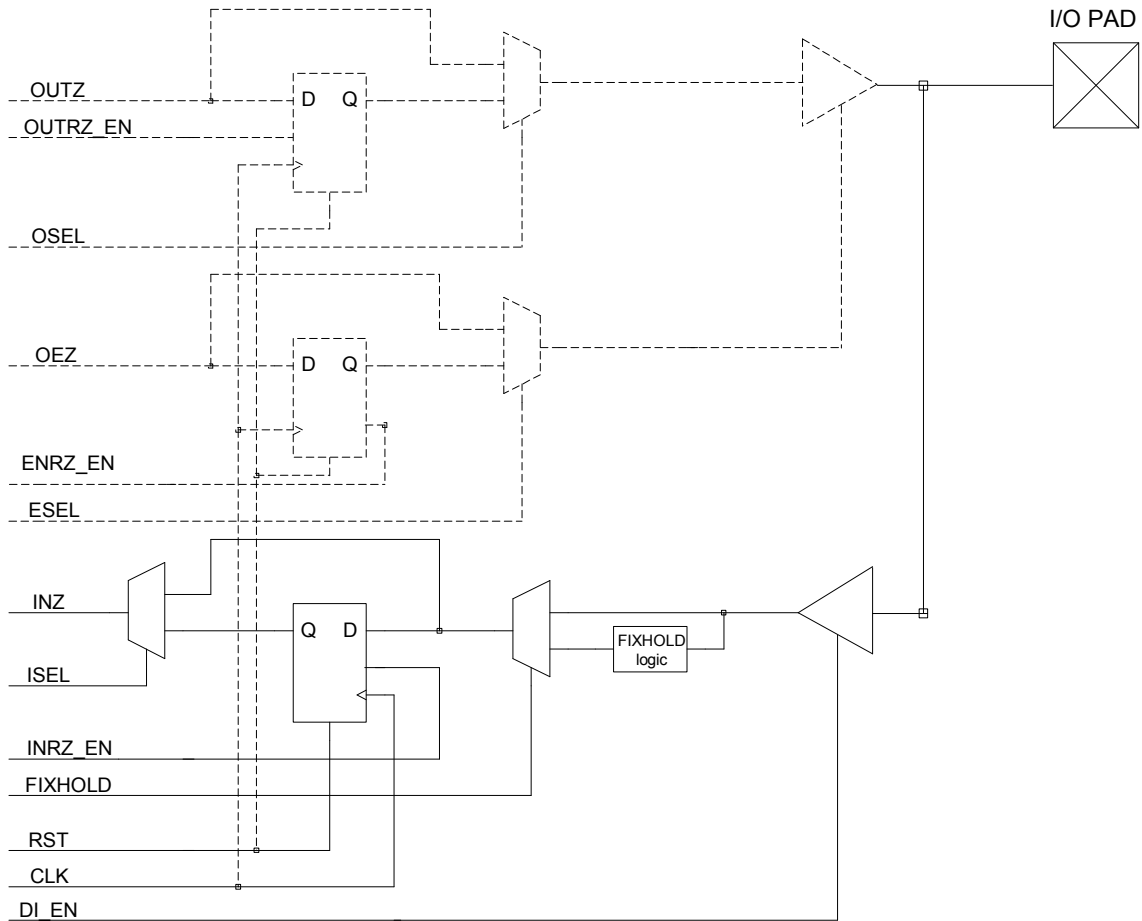 I/O PAD
OUTZ
D Q
OUTRZ_EN
OSEL
OEZ
D Q
ENRZ_EN
ESEL
INZ
Q D
FIXHOLD
logic
ISEL
INRZ_EN
FIXHOLD
RST
CLK
DI_EN